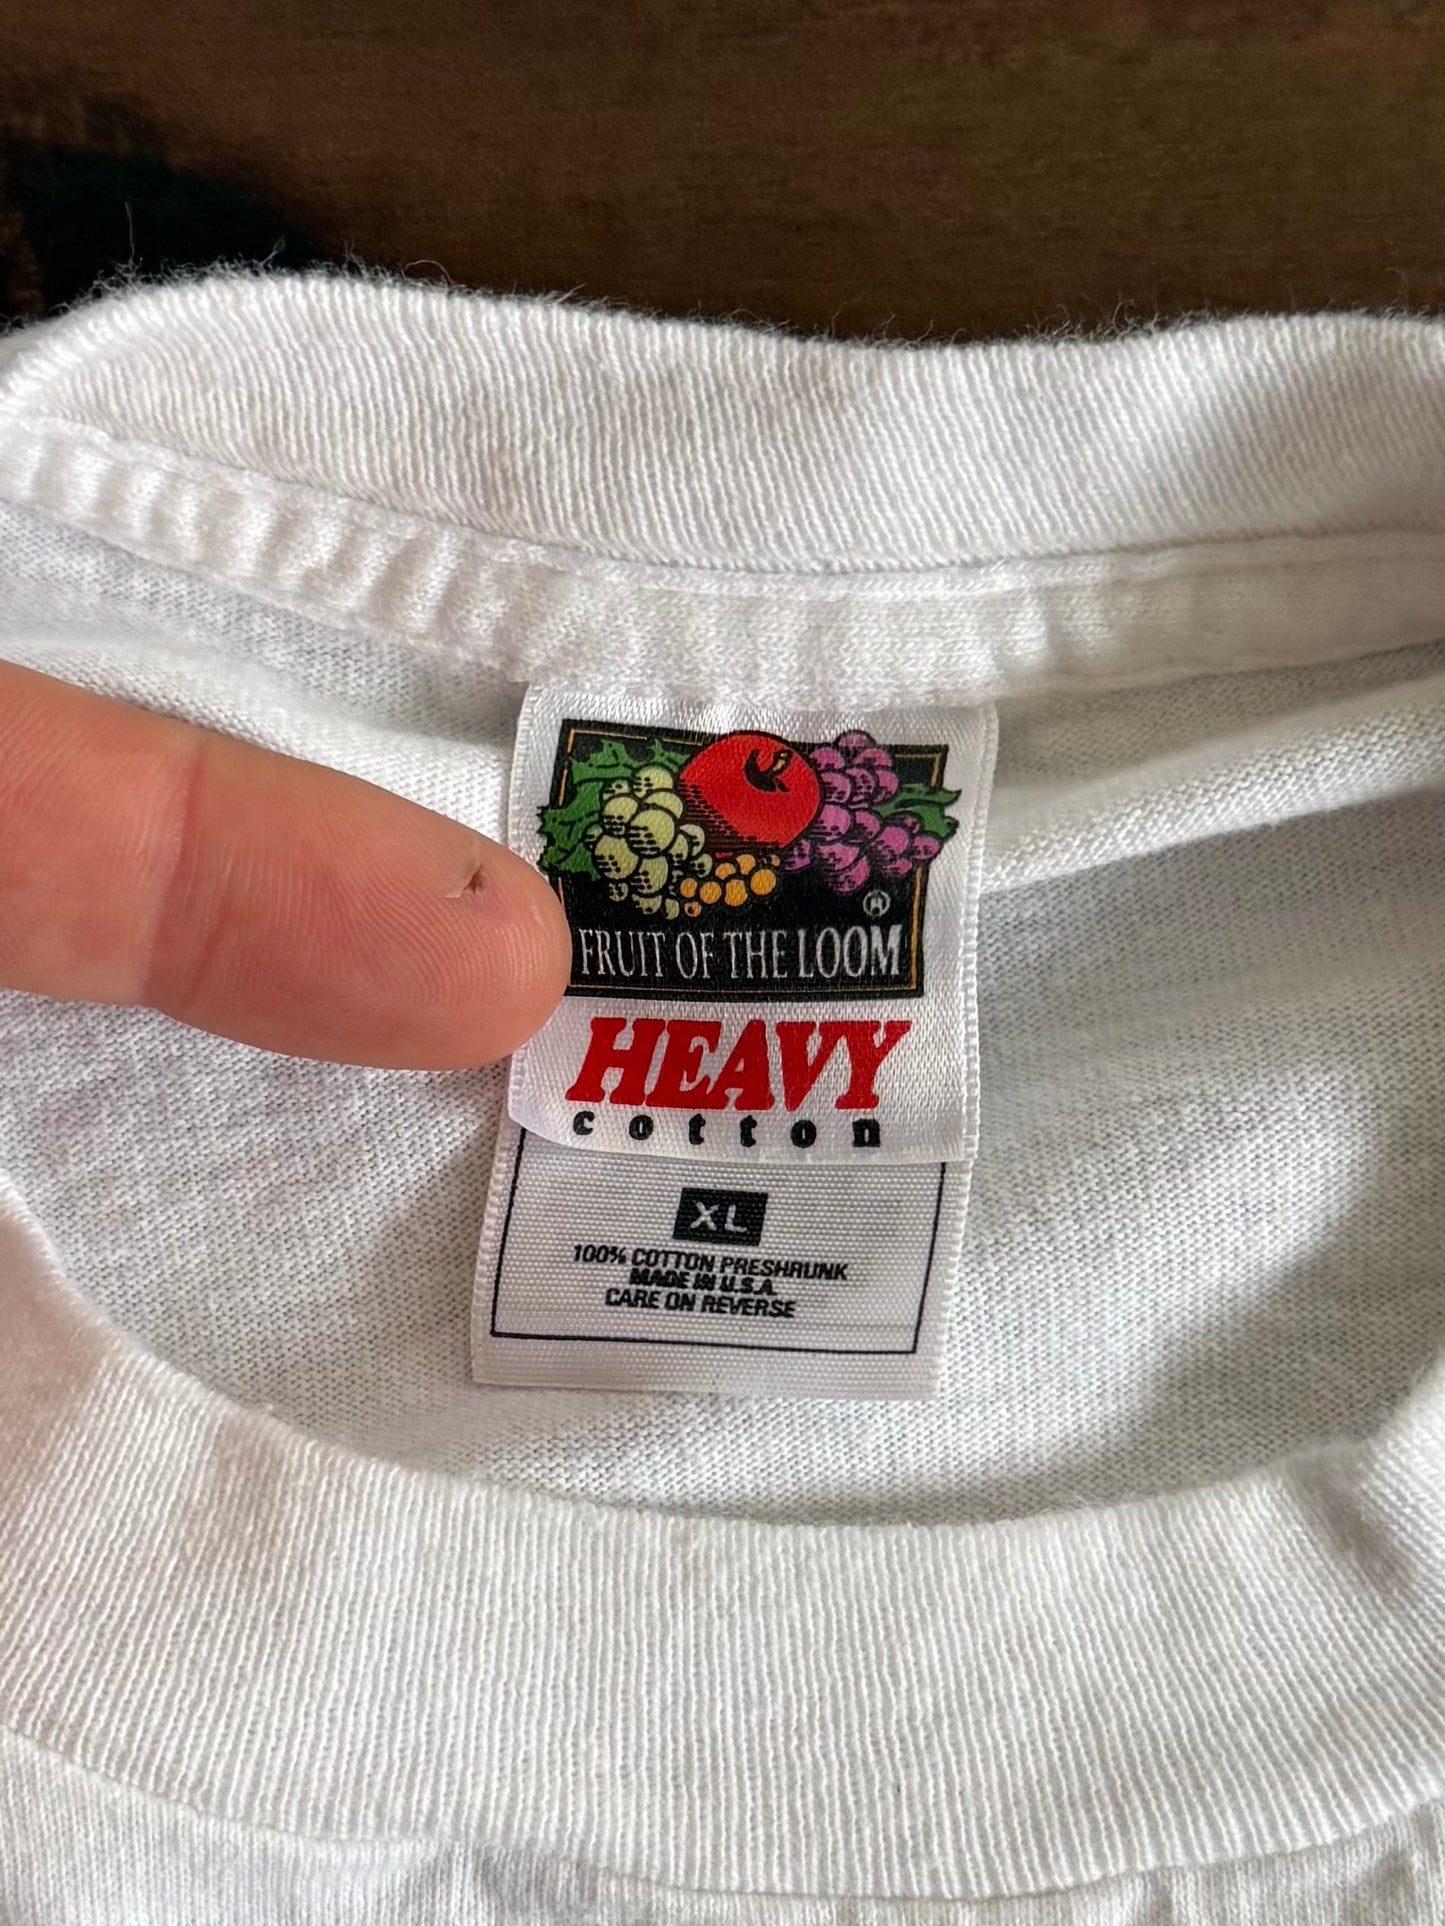 ®
FRUIT OF THE LOOM
HEAVY
cotton
XL
100% COTTON PRESHRUNK
MADE IN U.S.A.
CARE ON REVERSE